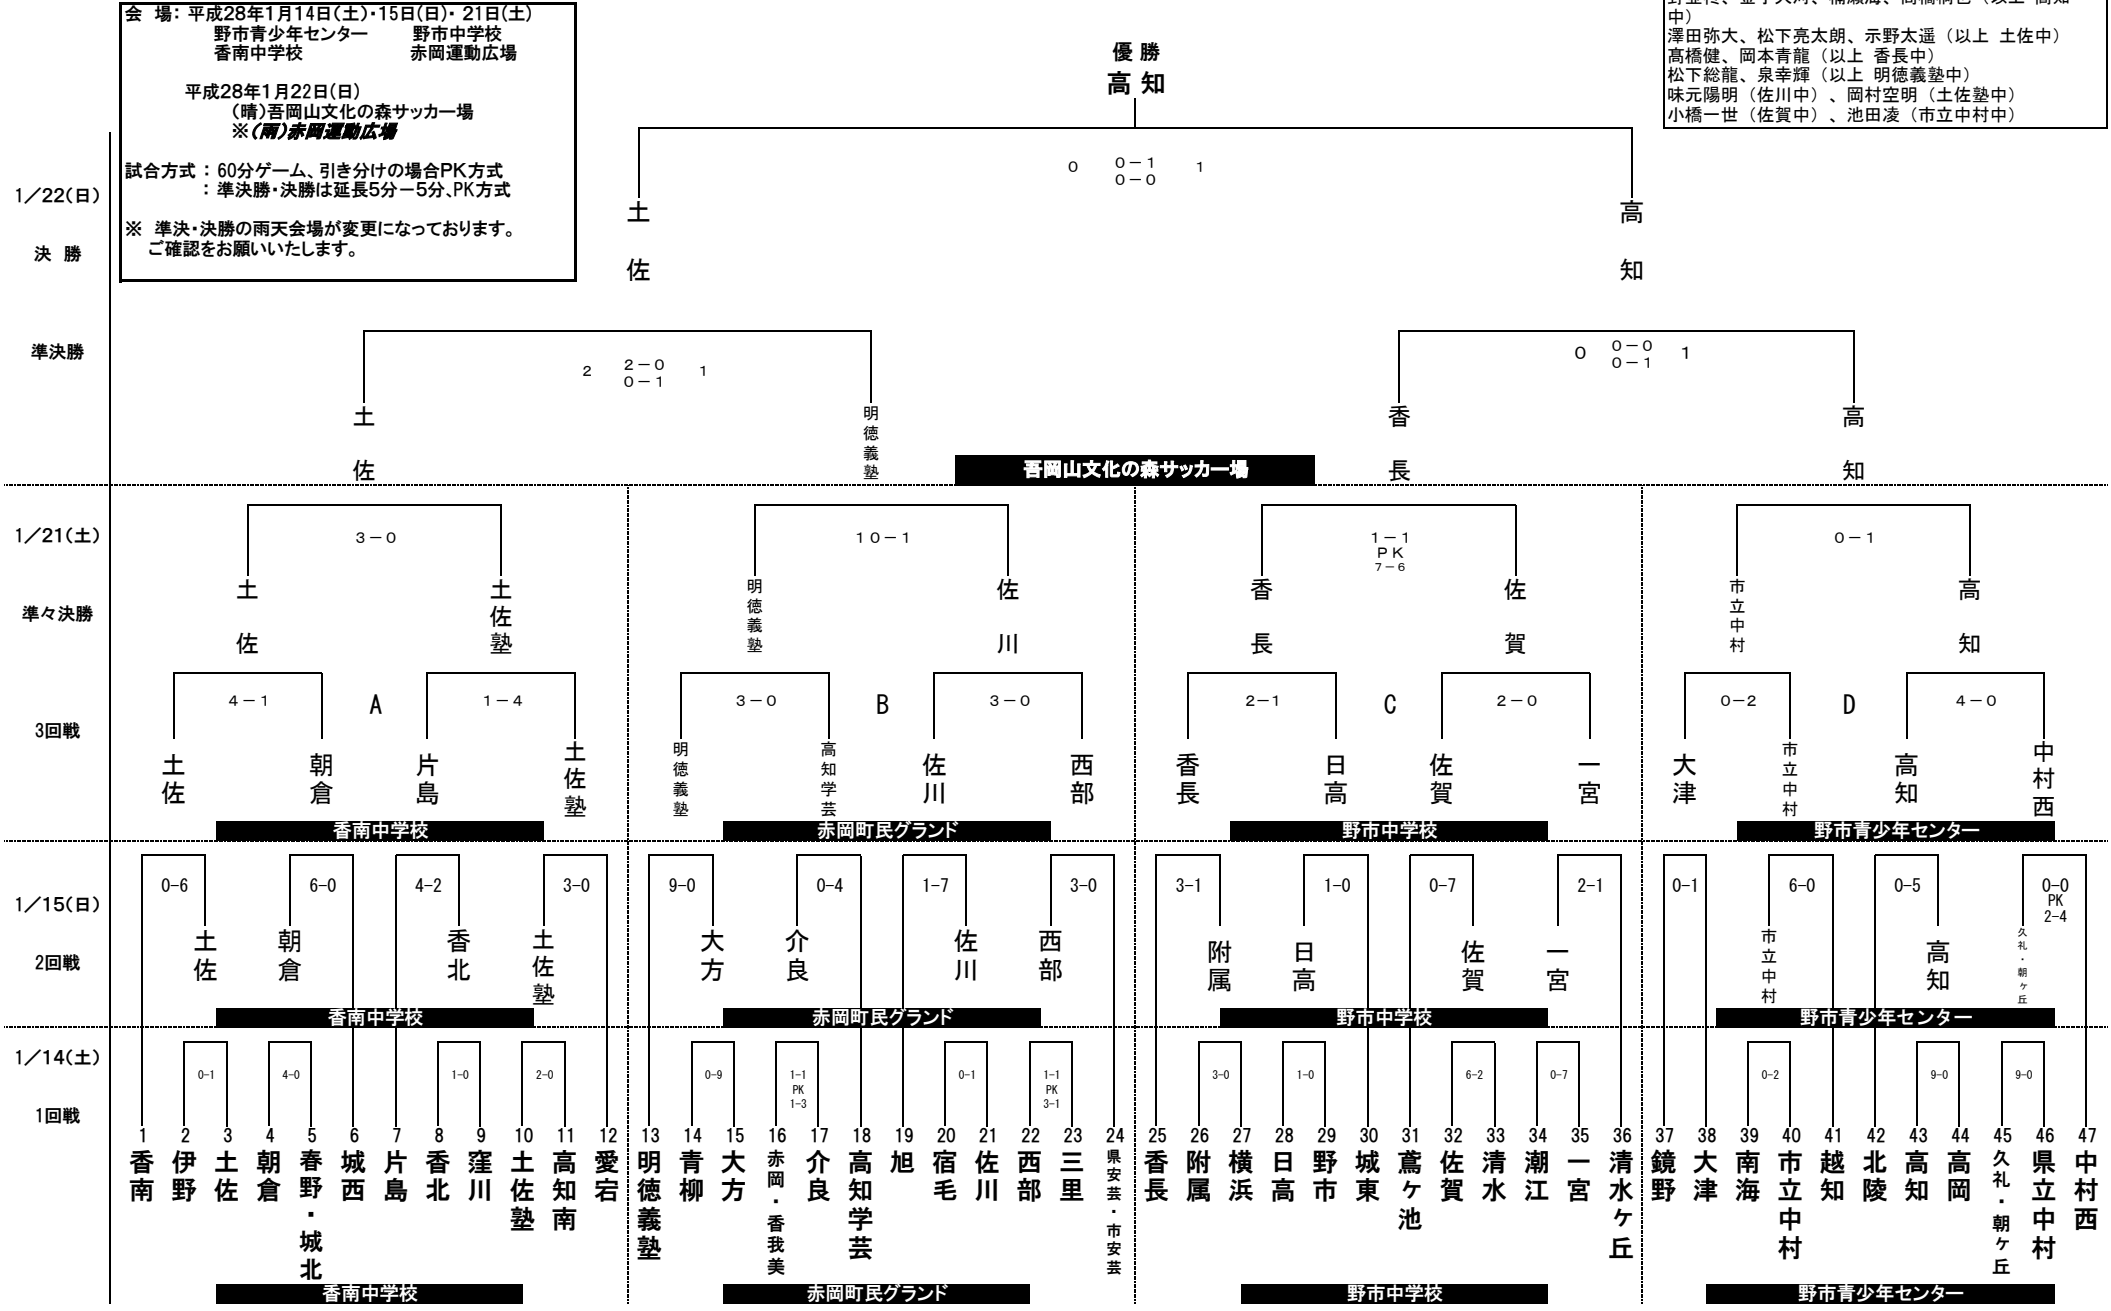 会 場：平成28年1月14日(土)・15日(日)・21日(土)
野市青少年センター 野市中学校
香南中学校 赤岡運動広場
平成28年1月22日(日)
(晴)吾岡山文化の森サッカー場
※(雨)赤岡運動広場
試合方式：60分ゲーム、引き分けの場合PK方式
：準決勝・決勝は延長5分－5分、PK方式
※ 準決・決勝の雨天会場が変更になっております。
ご確認をお願いいたします。
中）
澤田弥大、松下亮太朗、示野太遥（以上 土佐中）
髙橋健、岡本青龍（以上 香長中）
松下総龍、泉幸輝（以上 明徳義塾中）
味元陽明（佐川中）、岡村空明（土佐塾中）
小橋一世（佐賀中）、池田凌（市立中村中）
優 勝
高 知
1／22(日)
決 勝
0 0－1 1
0－0
土佐
高知
準決勝
2 2－0 1
0－1
0 0－0 1
0－1
土佐
明徳義塾
香長
高知
吾岡山文化の森サッカー場
1／21(土)
準々決勝
3－0
10－1
1－1
PK
7－6
0－1
土佐
土佐塾
明徳義塾
佐川
香長
佐賀
市立中村
高知
3回戦
4－1 A 1－4
3－0 B 3－0
2－1 C 2－0
0－2 D 4－0
土佐
朝倉
片島
土佐塾
明徳義塾
高知学芸
佐川
西部
香長
日高
佐賀
一宮
大津
市立中村
高知
中村西
香南中学校
赤岡町民グランド
野市中学校
野市青少年センター
1／15(日)
2回戦
0-6 6-0 4-2 3-0
9-0 0-4 1-7 3-0
3-1 1-0 0-7 2-1
0-1 6-0 0-5 0-0
PK
2-4
土佐
朝倉
香北
土佐塾
大方
介良
佐川
西部
附属
日高
佐賀
一宮
市立中村
高知
久礼・朝ヶ丘
香南中学校
赤岡町民グランド
野市中学校
野市青少年センター
1／14(土)
1回戦
0-1 4-0 1-0 2-0
0-9
1-1
PK
1-3
0-1
1-1
PK
3-1
3-0 1-0 6-2 0-7
0-2 9-0 9-0
1 香南
2 伊野
3 土佐
4 朝倉
5 春野・城北
6 城西
7 片島
8 香北
9 窪川
10 土佐塾
11 高知南
12 愛宕
13 明徳義塾
14 青柳
15 大方
16 赤岡・香我美
17 介良
18 高知学芸
19 旭
20 宿毛
21 佐川
22 西部
23 三里
24 県安芸・市安芸
25 香長
26 附属
27 横浜
28 日高
29 野市
30 城東
31 鳶ヶ池
32 佐賀
33 清水
34 潮江
35 一宮
36 清水ケ丘
37 鏡野
38 大津
39 南海
40 市立中村
41 越知
42 北陵
43 高知
44 高岡
45 久礼・朝ヶ丘
46 県立中村
47 中村西
香南中学校
赤岡町民グランド
野市中学校
野市青少年センター